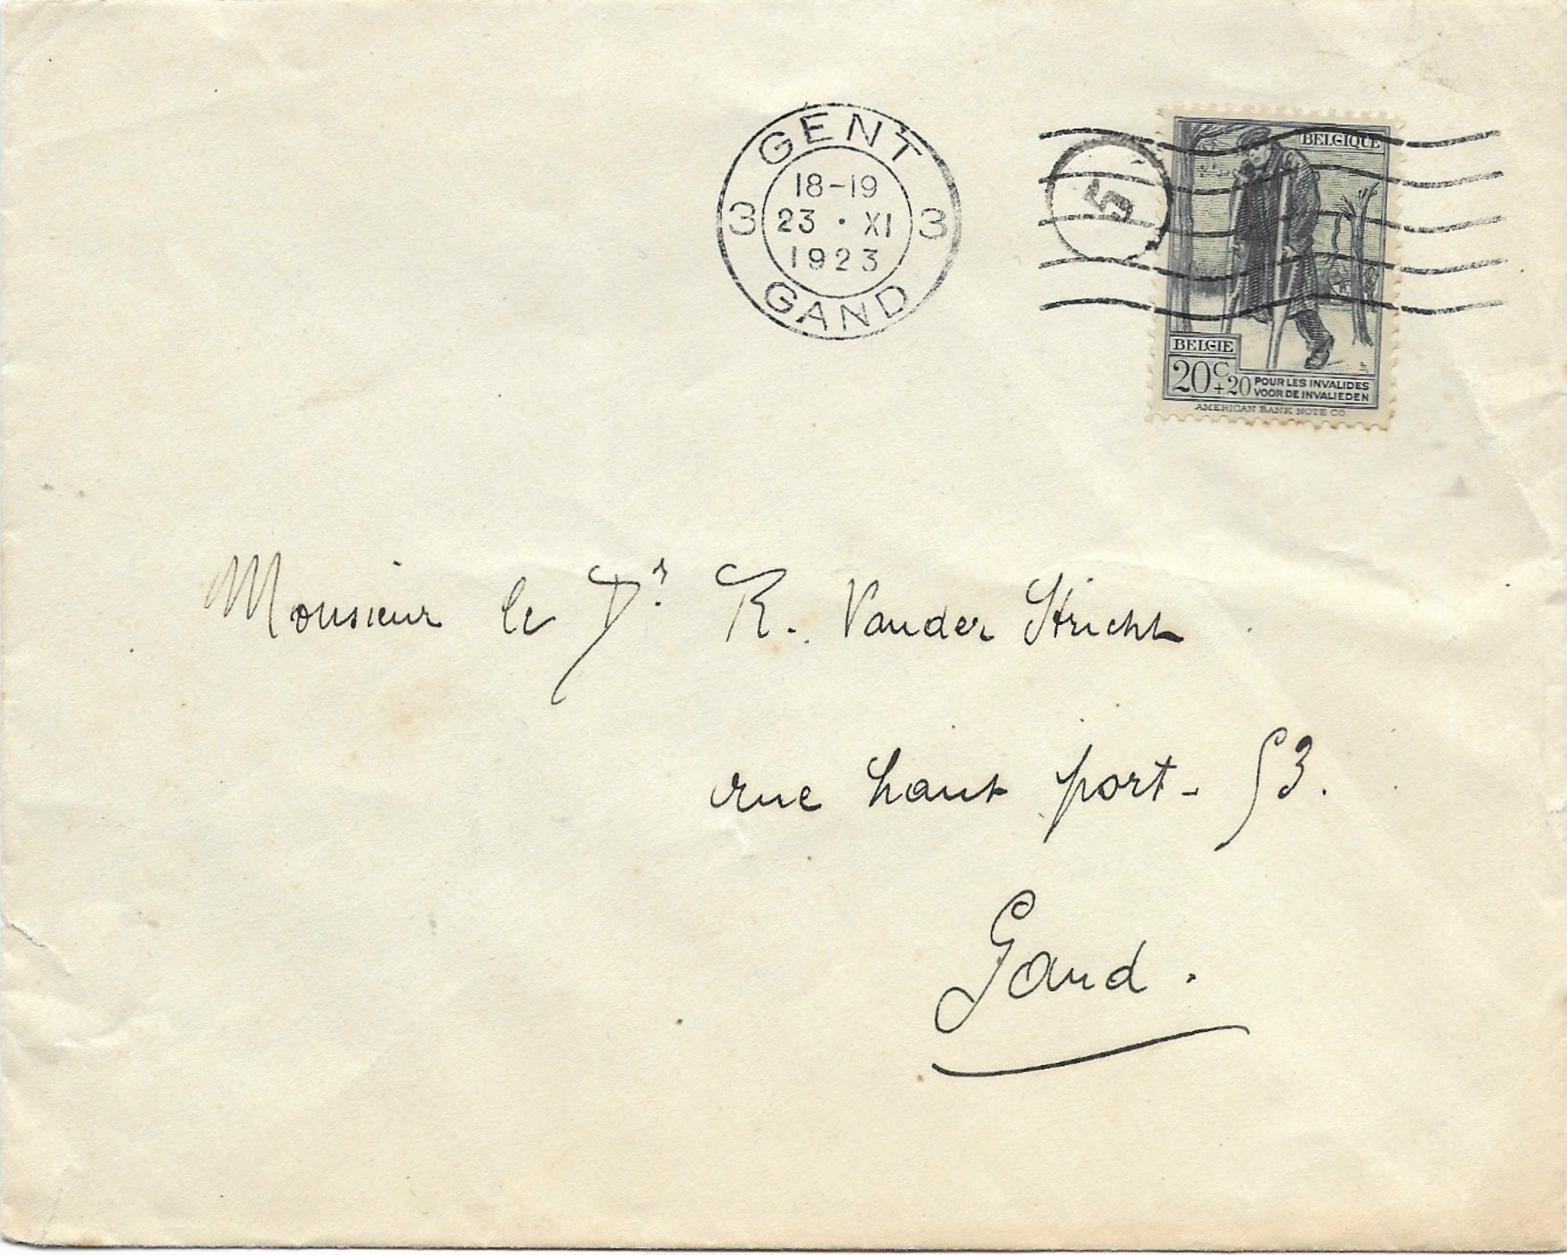 GENT
18-19
3 23 · XI 3
1923
GAND
5
BELGIQUE
BELGIE
20C +20 POUR LES INVALIDES
VOOR DE INVALIEDEN
AMERICAN BANK NOTE CO.
Monsieur le Dr. R. Vander Stricht
rue haut port - 53.
Gand.